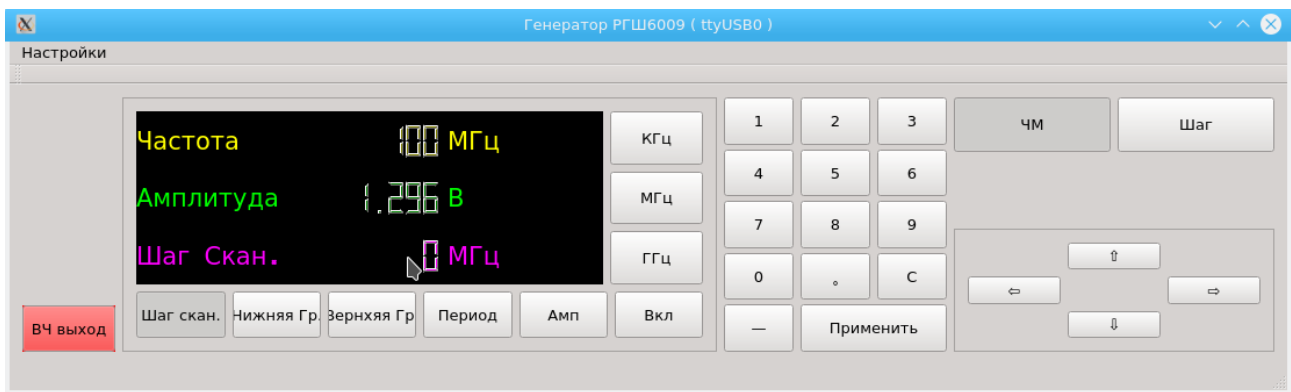 Генератор РГШ6009 ( ttyUSB0 )
Настройки
Частота 100 МГц
Амплитуда 1.296 В
Шаг Скан. 0 МГц
КГц
МГц
ГГц
Шаг скан. Нижняя Гр. Верхняя Гр Период Амп Вкл
ВЧ выход
1 2 3
4 5 6
7 8 9
0 . C
— Применить
ЧМ Шаг
⇧
⇦ ⇨
⇩